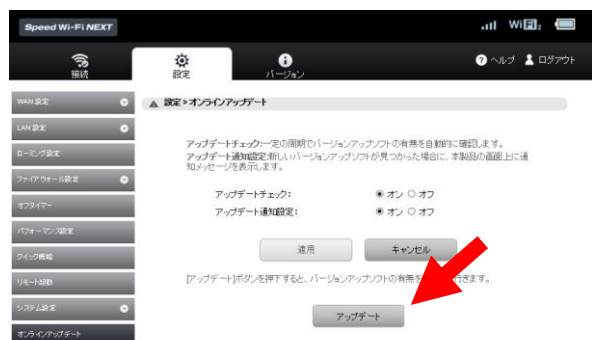 Speed Wi-Fi NEXT
WiFi 2
接続
設定
バージョン
ヘルプ
ログアウト
WAN 設定
設定 > オンラインアップデート
LAN 設定
ローミング設定
ファイアウォール設定
オフタイマー
パフォーマンス設定
クイック機能
リモート起動
システム設定
オンラインアップデート
アップデートチェック:一定の周期でバージョンアップソフトの有無を自動的に確認します。
アップデート通知設定:新しいバージョンアップソフトが見つかった場合に、本製品の画面上に通
知メッセージを表示します。
アップデートチェック: オン オフ
アップデート通知設定: オン オフ
適用 キャンセル
[アップデート]ボタンを押下すると、バージョンアップソフトの有無を 行きます。
アップデート